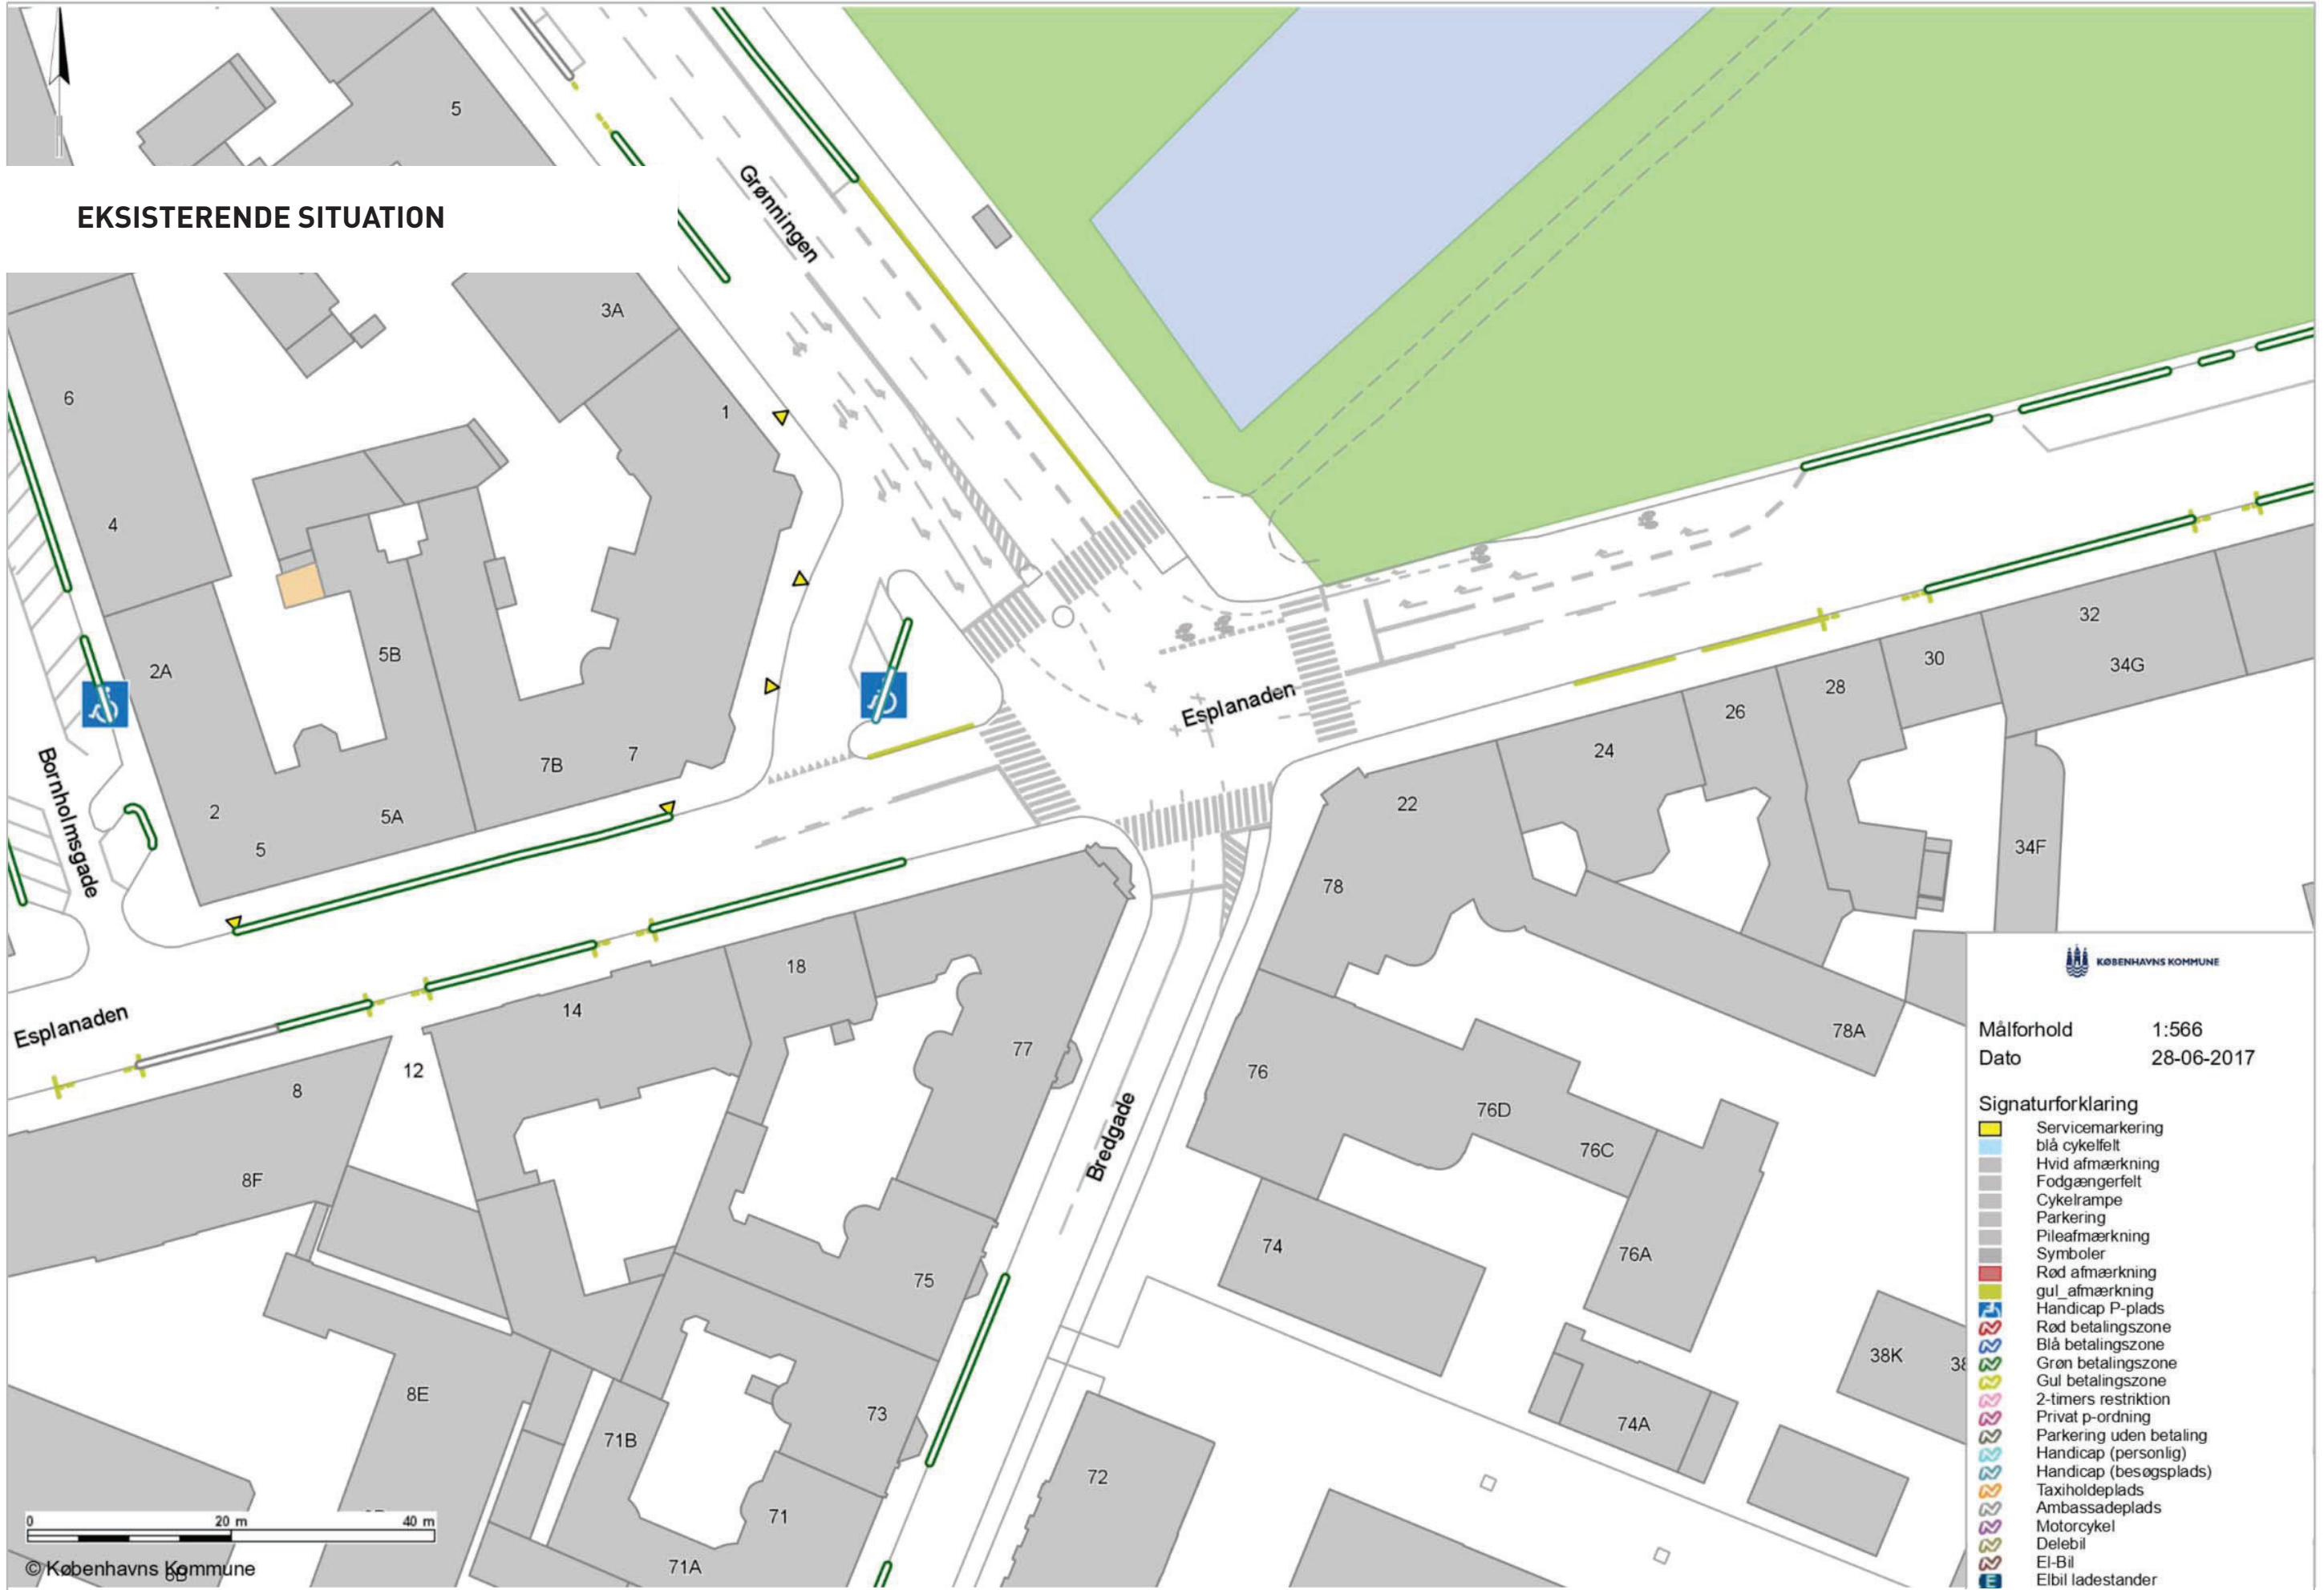 EKSISTERENDE SITUATION
5
Grønningen
3A
6
1
4
2A
5B
7B
7
2
5A
5
Bornholmsgade
Esplanaden
32
34G
30
28
26
24
22
78
34F
78A
18
14
12
8
8F
Esplanaden
77
76
76D
76C
Bredgade
75
74
76A
73
8E
71B
71
71A
72
74A
38K
KØBENHAVNS KOMMUNE
Målforhold 1:566
Dato 28-06-2017
Signaturforklaring
Servicemarkering
blå cykelfelt
Hvid afmærkning
Fodgængerfelt
Cykelrampe
Parkering
Pileafmærkning
Symboler
Rød afmærkning
gul_afmærkning
Handicap P-plads
Rød betalingszone
Blå betalingszone
Grøn betalingszone
Gul betalingszone
2-timers restriktion
Privat p-ordning
Parkering uden betaling
Handicap (personlig)
Handicap (besøgsplads)
Taxiholdeplads
Ambassadeplads
Motorcykel
Delebil
El-Bil
E Elbil ladestander
0 20 m 40 m
© Københavns Kommune